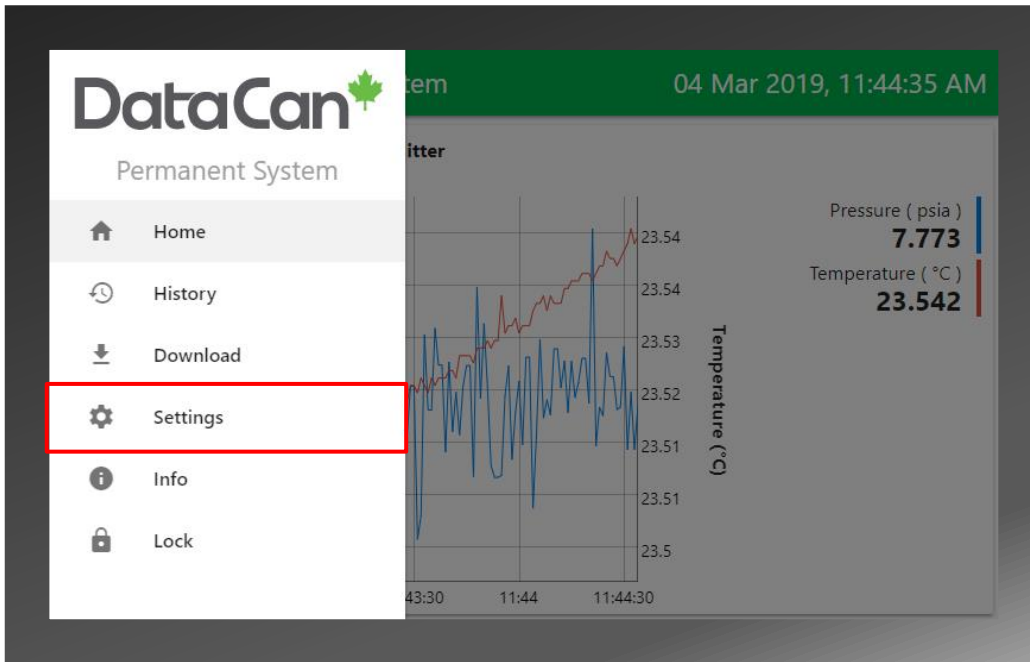 DataCan
Permanent System
Home
History
Download
Settings
Info
Lock
tem
04 Mar 2019, 11:44:35 AM
itter
23.54
23.54
23.53
23.52
23.51
23.51
23.5
Temperature (°C)
43:30 11:44 11:44:30
Pressure ( psia )
7.773
Temperature ( °C )
23.542